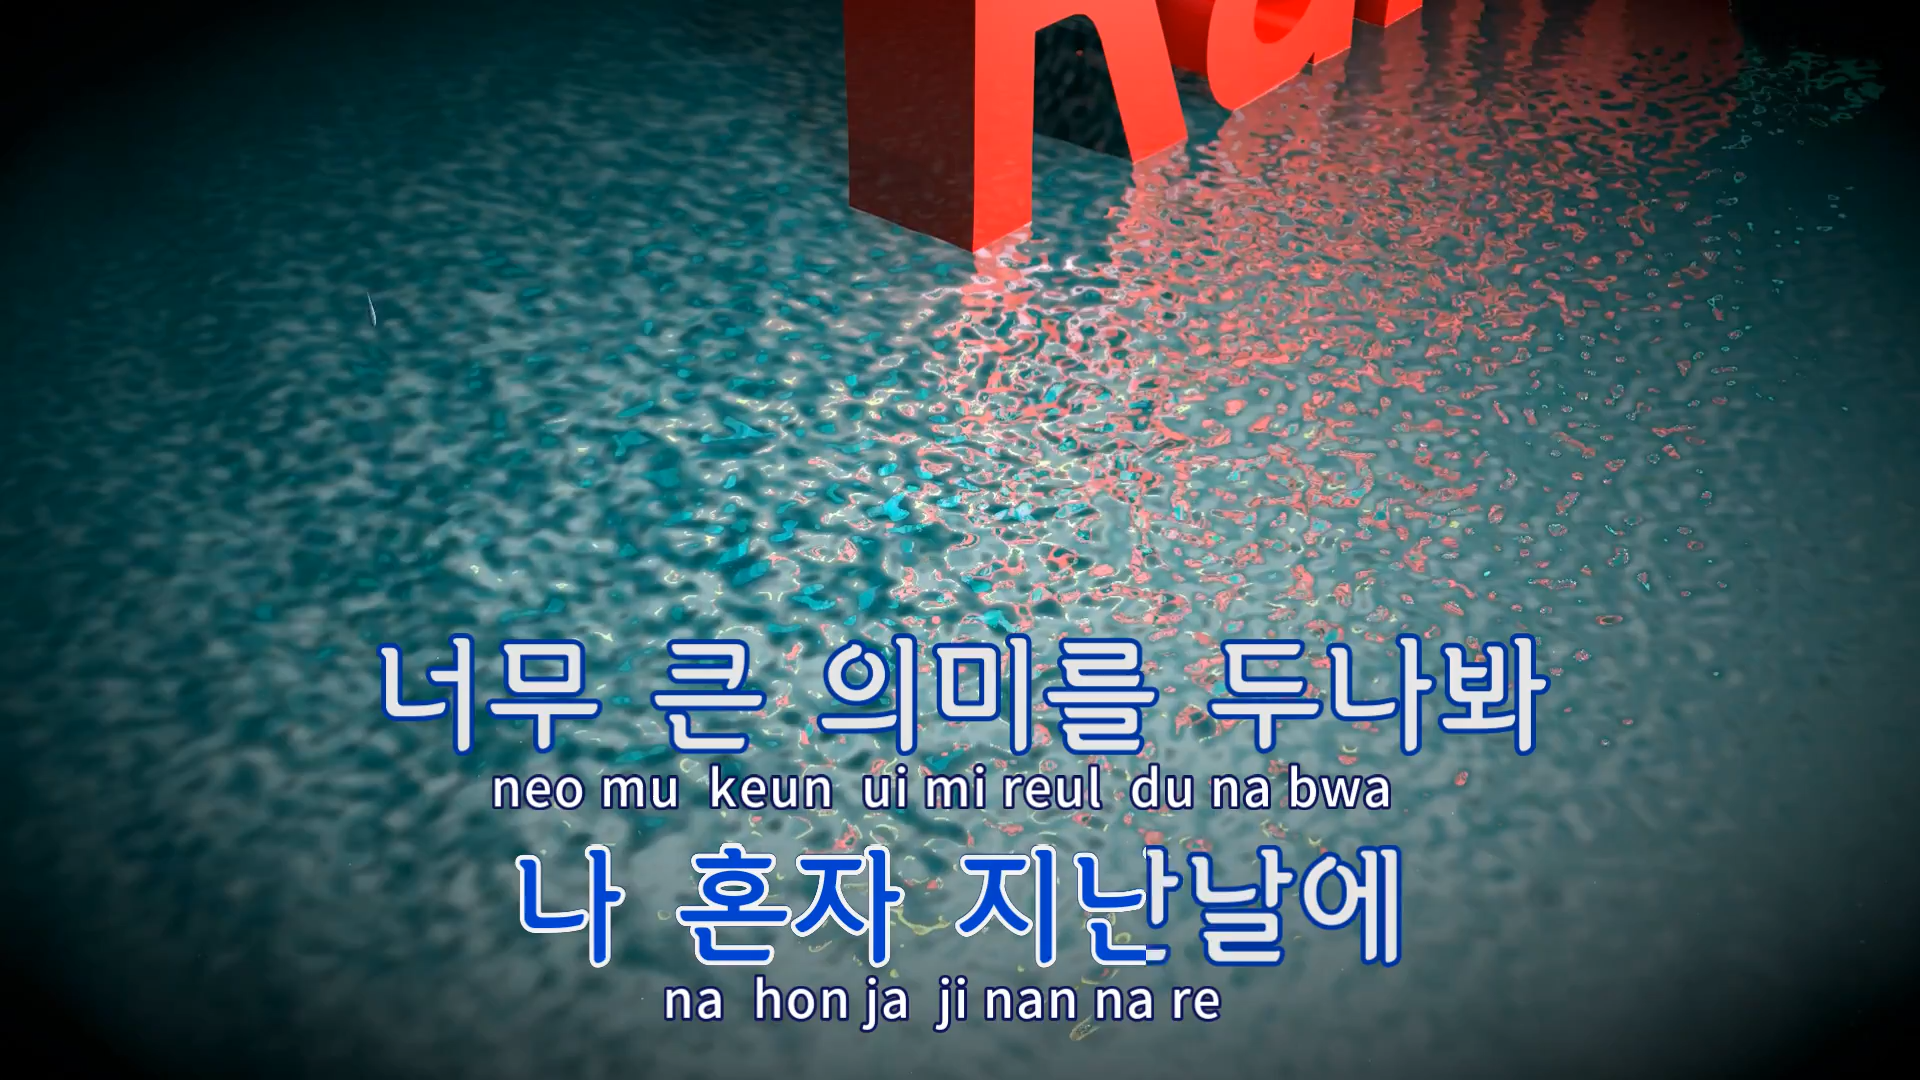 Ka
너무 큰 의미를 두나봐
neo mu keun ui mi reul du na bwa
나 혼자 지난날에
na hon ja ji nan na re